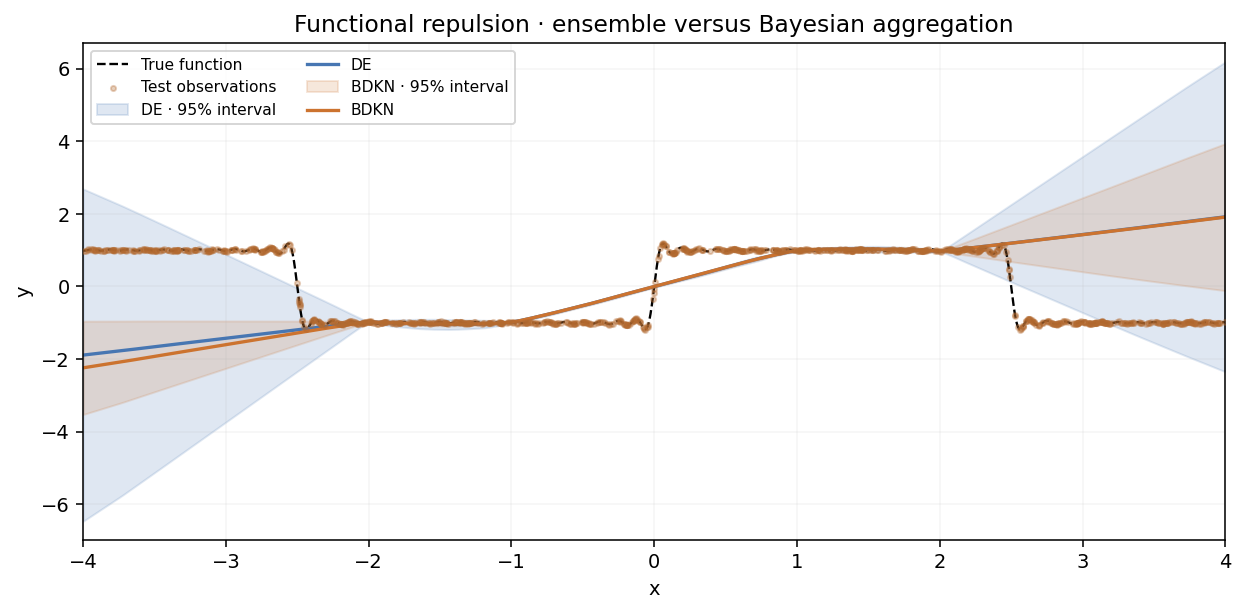 Functional repulsion · ensemble versus Bayesian aggregation
True function
Test observations
DE · 95% interval
DE
BDKN · 95% interval
BDKN
y
6
4
2
0
−2
−4
−6
−4 −3 −2 −1 0 1 2 3 4
x